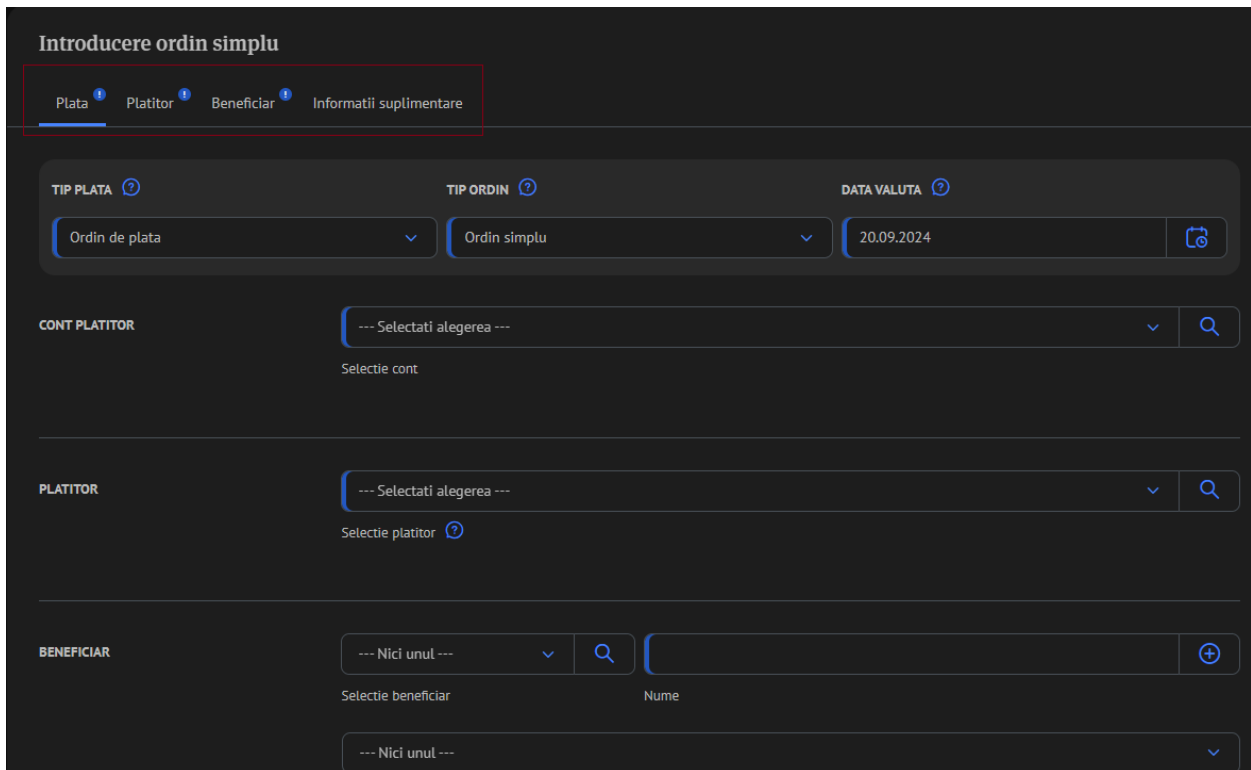 Introducere ordin simplu
Plata Platitor Beneficiar Informatii suplimentare
TIP PLATA TIP ORDIN DATA VALUTA
Ordin de plata Ordin simplu 20.09.2024
CONT PLATITOR --- Selectati alegerea ---
Selectie cont
PLATITOR --- Selectati alegerea ---
Selectie platitor
BENEFICIAR --- Nici unul ---
Selectie beneficiar Nume
--- Nici unul ---